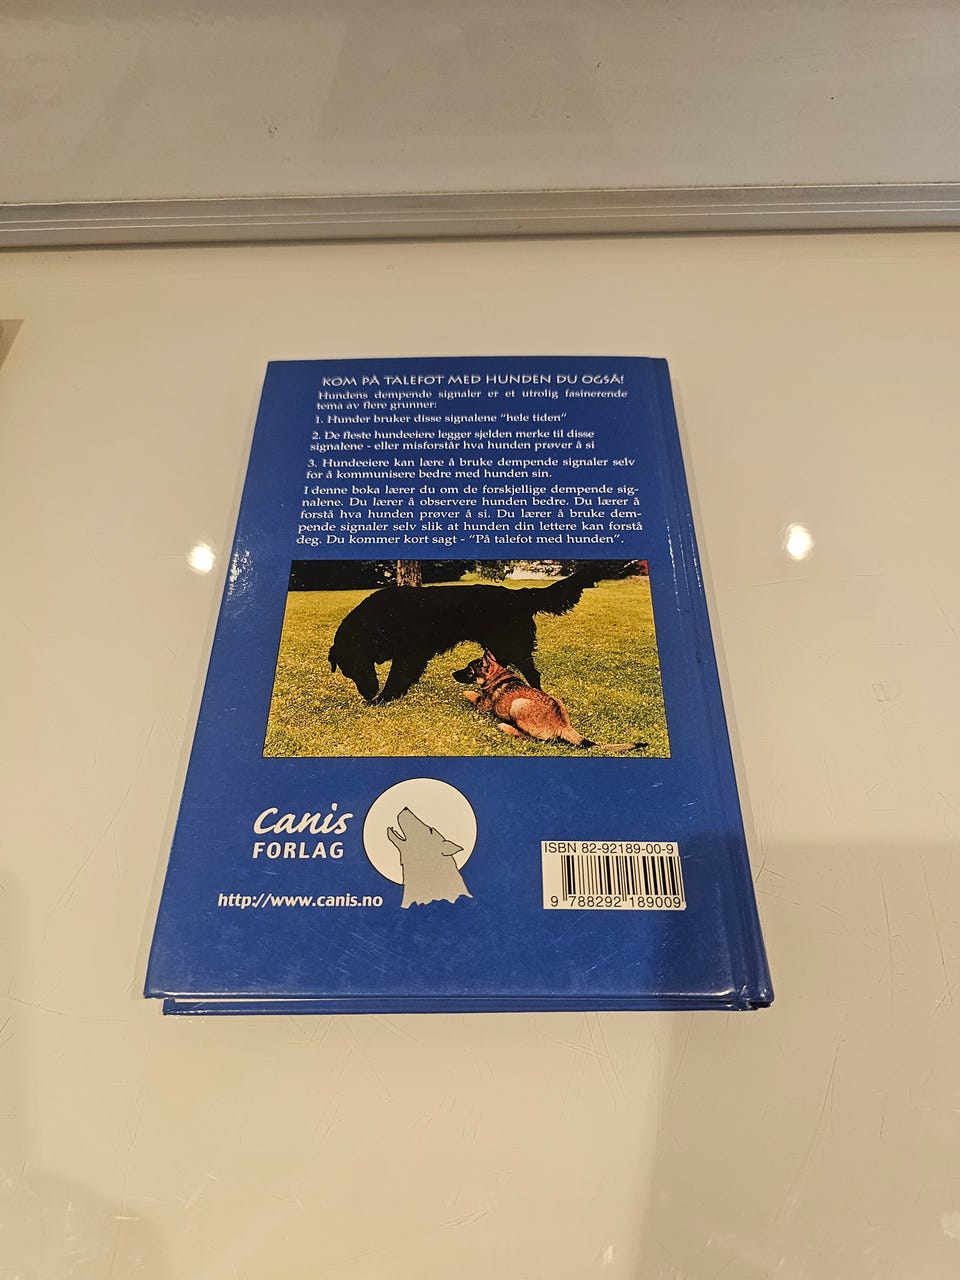 KOM PÅ TALEFOT MED HUNDEN DU OGSÅ!
Hundens dempende signaler er et utrolig fasinerende
tema av flere grunner:
1. Hunder bruker disse signalene "hele tiden"
2. De fleste hundeeiere legger sjelden merke til disse
signalene - eller misforstår hva hunden prøver å si
3. Hundeeiere kan lære å bruke dempende signaler selv
for å kommunisere bedre med hunden sin.
I denne boka lærer du om de forskjellige dempende sig-
nalene. Du lærer å observere hunden bedre. Du lærer å
forstå hva hunden prøver å si. Du lærer å bruke dem-
pende signaler selv slik at hunden din lettere kan forstå
deg. Du kommer kort sagt - "På talefot med hunden".
Canis
FORLAG
http://www.canis.no
ISBN 82-92189-00-9
9 788292 189009